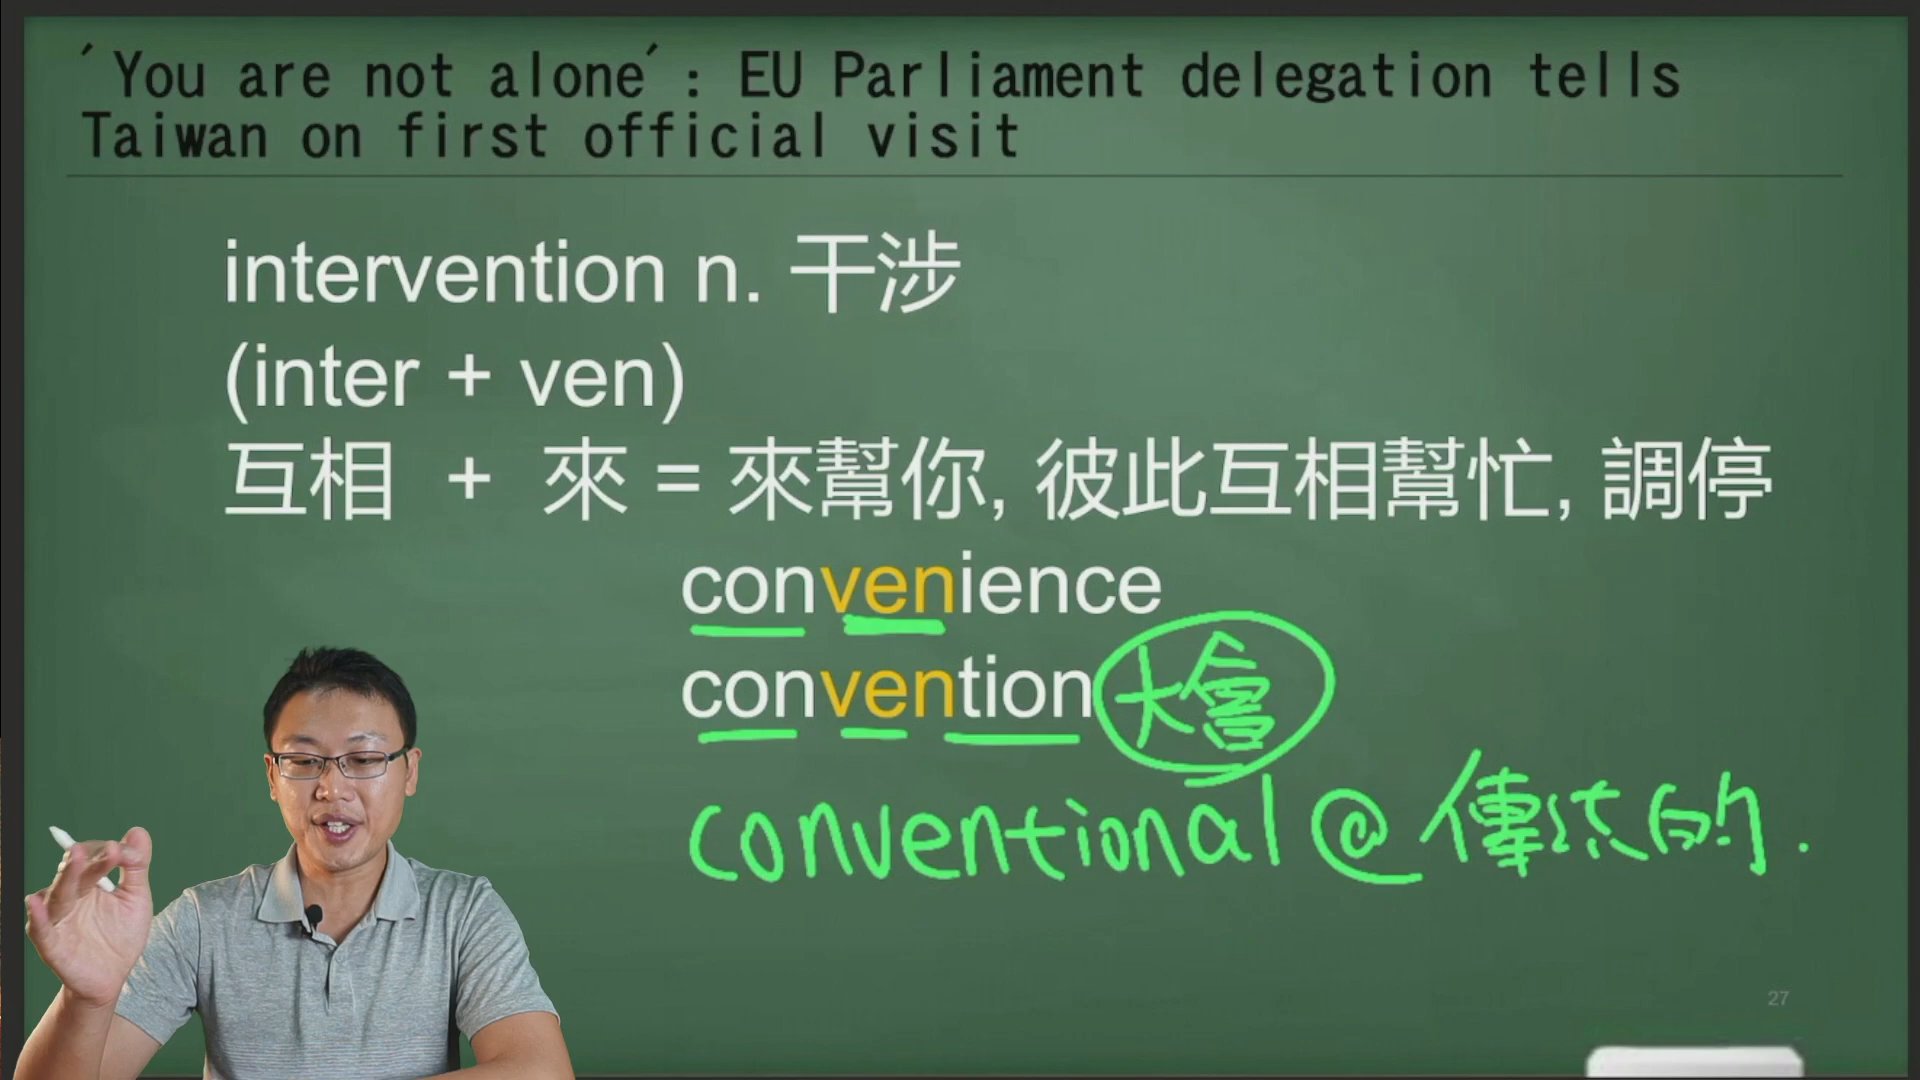 'You are not alone': EU Parliament delegation tells
Taiwan on first official visit
intervention n. 干涉
(inter + ven)
互相 + 來 = 來幫你, 彼此互相幫忙, 調停
convenience
convention 大會
conventional @ 傳統的.
27